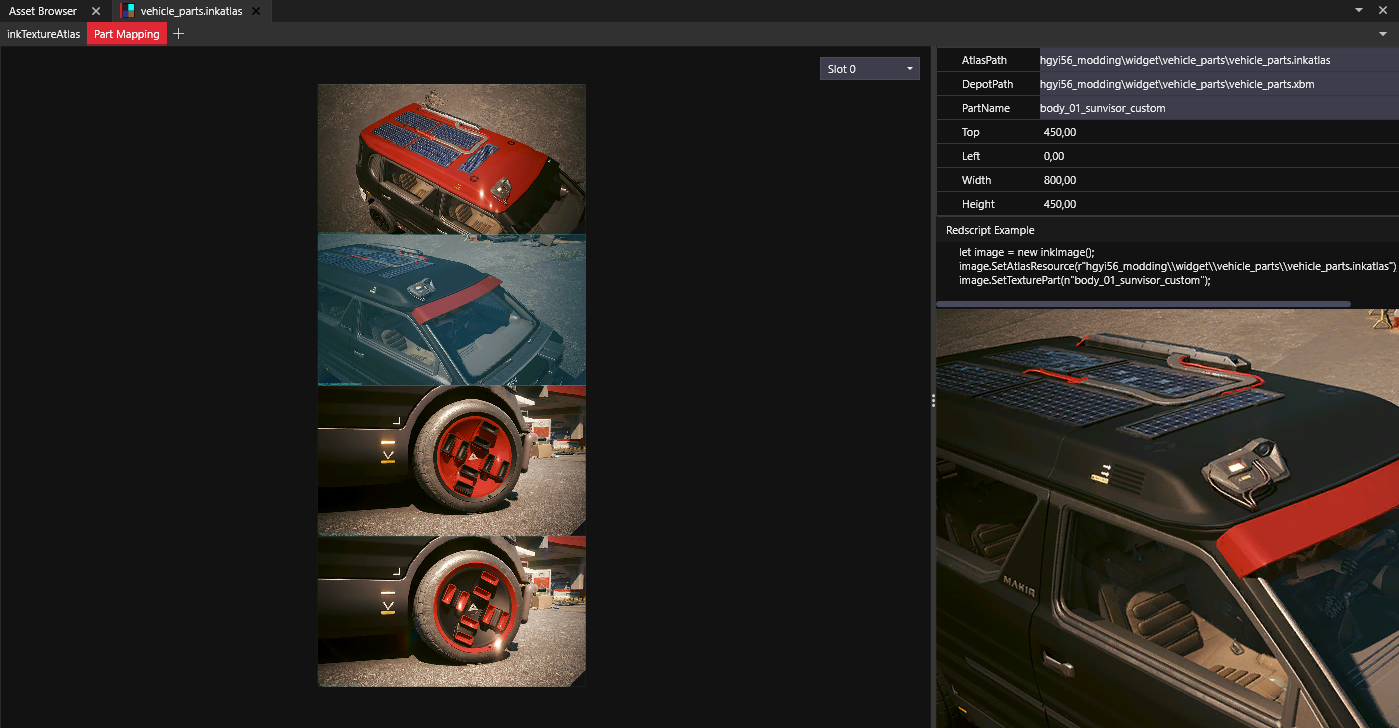 Asset Browser
vehicle_parts.inkatlas
inkTextureAtlas
Part Mapping
Slot 0
AtlasPath hgyi56_modding\widget\vehicle_parts\vehicle_parts.inkatlas
DepotPath hgyi56_modding\widget\vehicle_parts\vehicle_parts.xbm
PartName body_01_sunvisor_custom
Top 450,00
Left 0,00
Width 800,00
Height 450,00
Redscript Example
let image = new inkImage();
image.SetAtlasResource(r"hgyi56_modding\\widget\\vehicle_parts\\vehicle_parts.inkatlas")
image.SetTexturePart(n"body_01_sunvisor_custom");
MAHIR